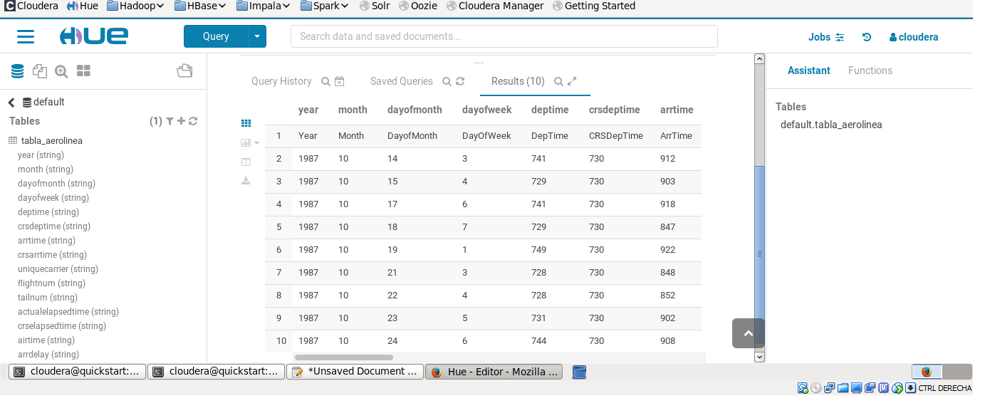 Cloudera Hue Hadoop HBase Impala Spark Solr Oozie Cloudera Manager Getting Started
HUE Query Search data and saved documents... Jobs cloudera
Query History Saved Queries Results (10)
Assistant Functions
default
Tables (1)
tabla_aerolinea
year (string)
month (string)
dayofmonth (string)
dayofweek (string)
deptime (string)
crsdeptime (string)
arrtime (string)
crsarrtime (string)
uniquecarrier (string)
flightnum (string)
tailnum (string)
actualelapsedtime (string)
crselapsedtime (string)
airtime (string)
arrdelay (string)
year month dayofmonth dayofweek deptime crsdeptime arrtime
1 Year Month DayofMonth DayOfWeek DepTime CRSDepTime ArrTime
2 1987 10 14 3 741 730 912
3 1987 10 15 4 729 730 903
4 1987 10 17 6 741 730 918
5 1987 10 18 7 729 730 847
6 1987 10 19 1 749 730 922
7 1987 10 21 3 728 730 848
8 1987 10 22 4 728 730 852
9 1987 10 23 5 731 730 902
10 1987 10 24 6 744 730 908
Tables
default.tabla_aerolinea
cloudera@quickstart:... cloudera@quickstart:... *Unsaved Document ... Hue - Editor - Mozilla ...
CTRL DERECHA